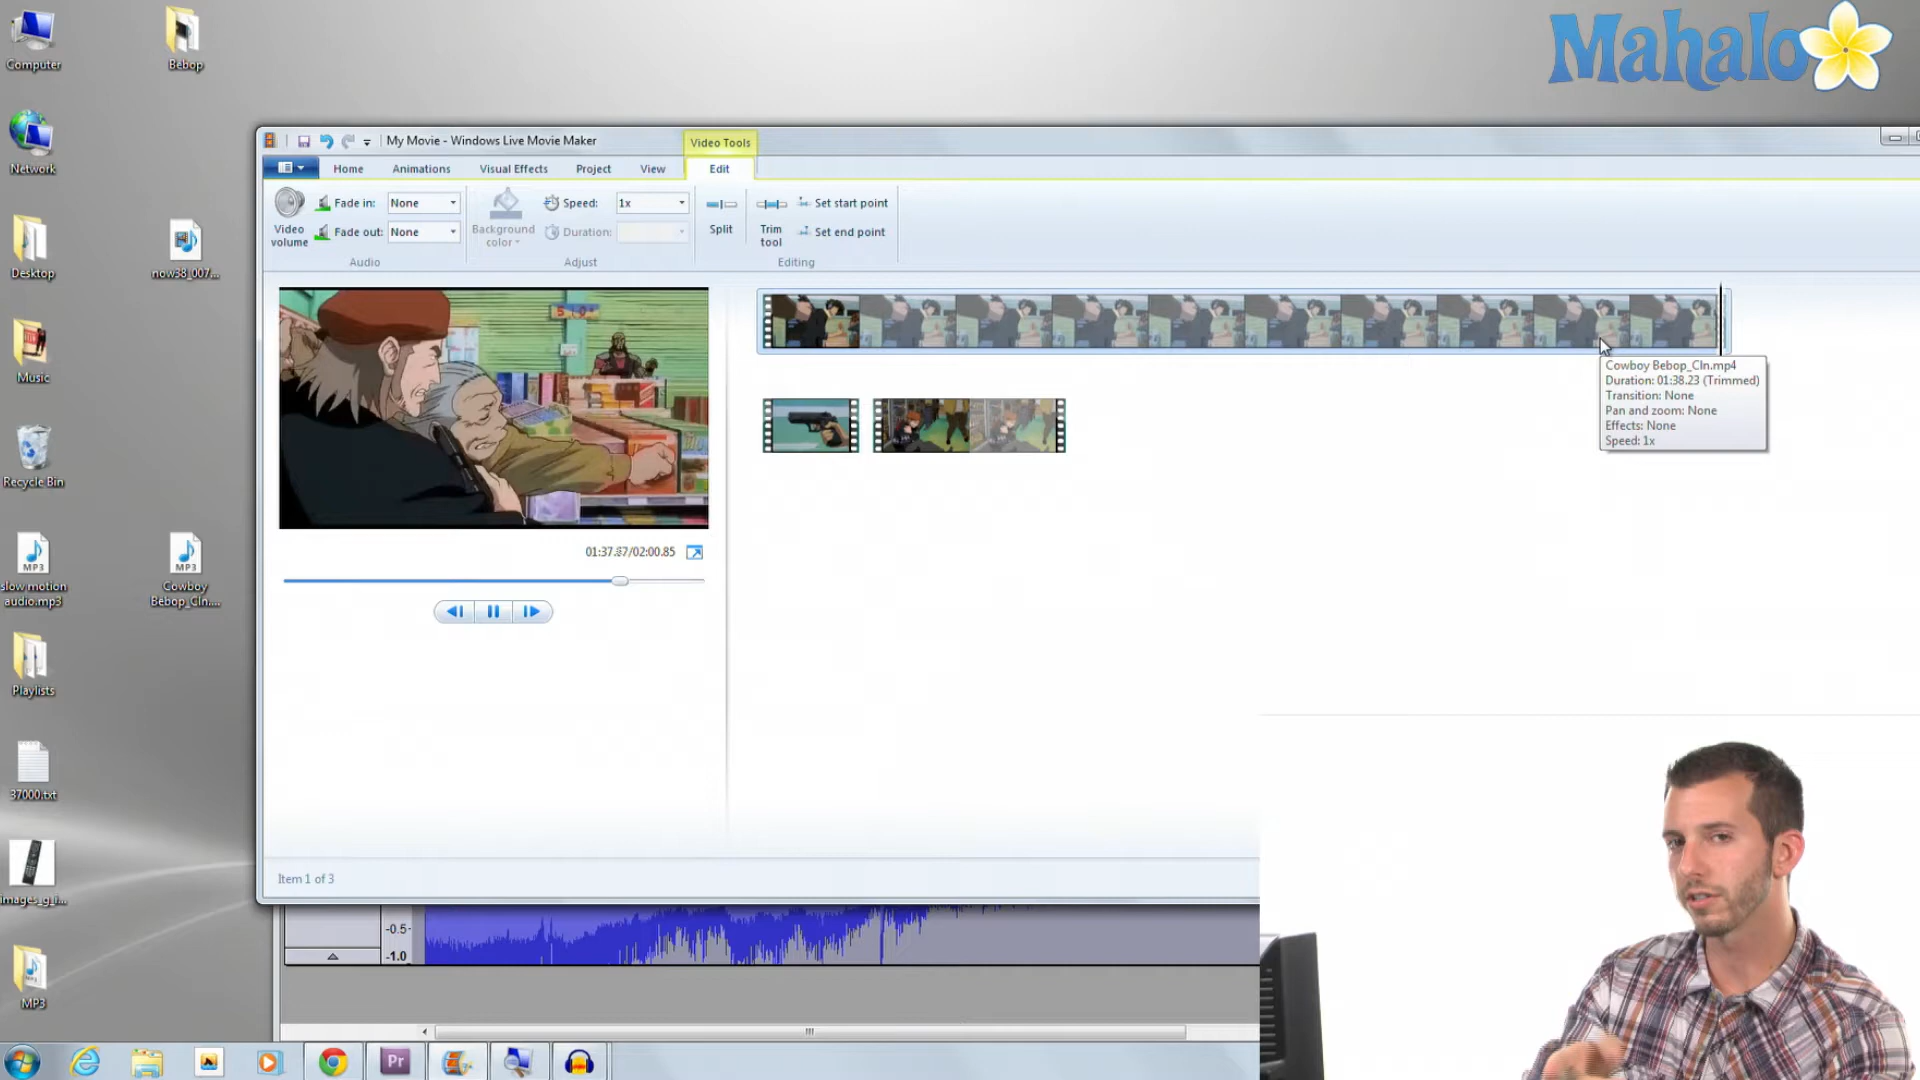 Mahalo
Computer
Bebop
Network
Desktop
now38_007...
Music
Recycle Bin
slow motion
audio.mp3
Cowboy
Bebop_Cln....
Playlists
37000.txt
images_g_i...
MP3
MP3
MP3
My Movie - Windows Live Movie Maker
Video Tools
Home
Animations
Visual Effects
Project
View
Edit
Video
volume
Fade in: None
Fade out: None
Audio
Background
color
Speed: 1x
Duration:
Adjust
Split
Trim
tool
Set start point
Set end point
Editing
01:37.87/02:00.85
Cowboy Bebop_Cln.mp4
Duration: 01:38.23 (Trimmed)
Transition: None
Pan and zoom: None
Effects: None
Speed: 1x
Item 1 of 3
-0.5
-1.0
Pr